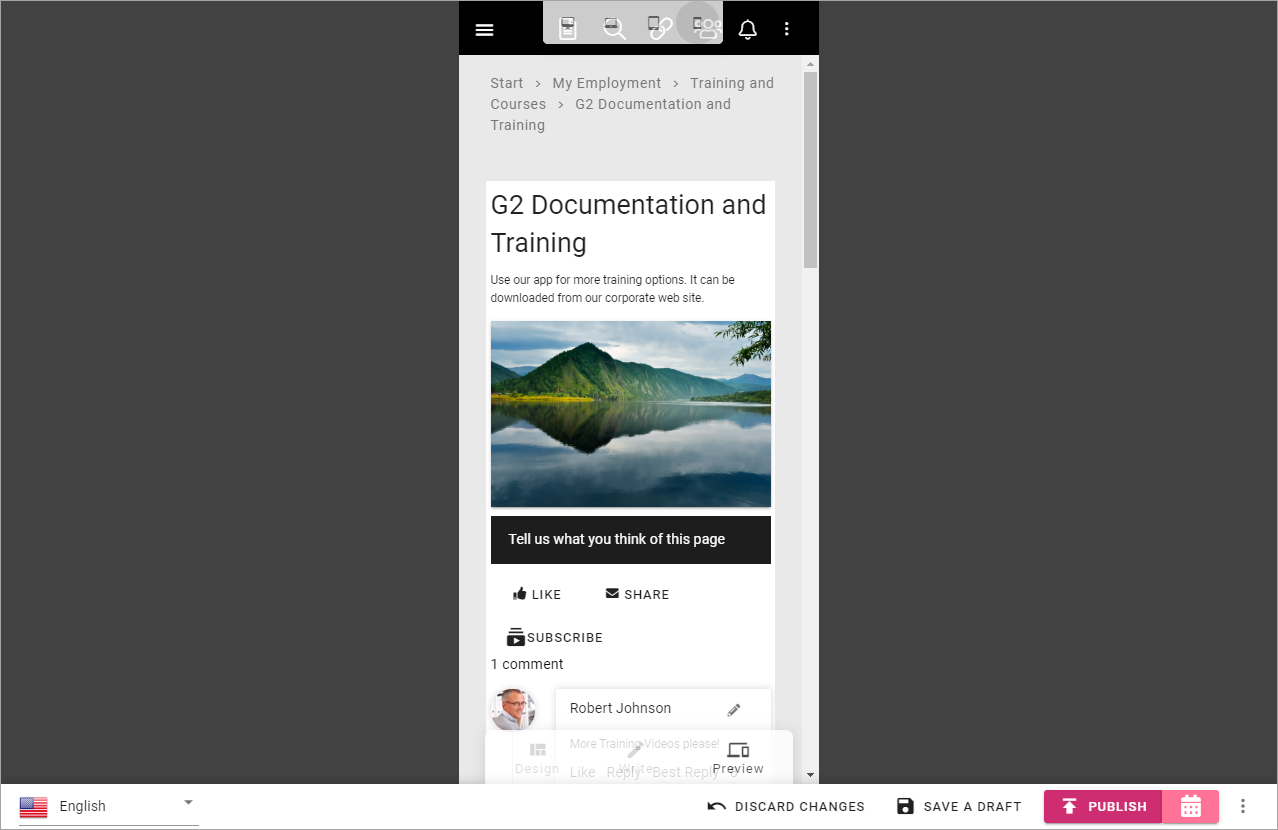 Start > My Employment > Training and
Courses > G2 Documentation and
Training
G2 Documentation and
Training
Use our app for more training options. It can be
downloaded from our corporate web site.
Tell us what you think of this page
LIKE SHARE
SUBSCRIBE
1 comment
Robert Johnson
More Training Videos please!
Like Reply Best Reply
Design Write Preview
English DISCARD CHANGES SAVE A DRAFT PUBLISH